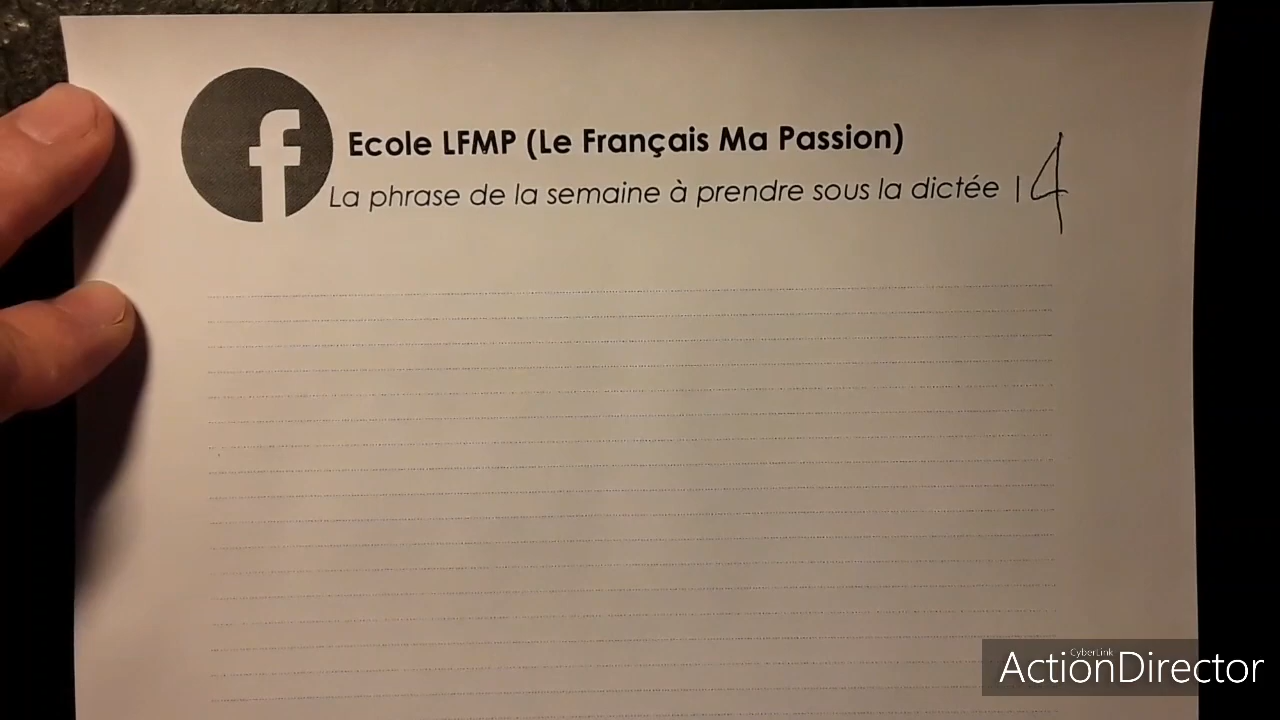 f
Ecole LFMP (Le Français Ma Passion)
La phrase de la semaine à prendre sous la dictée | 4
CyberLink
ActionDirector